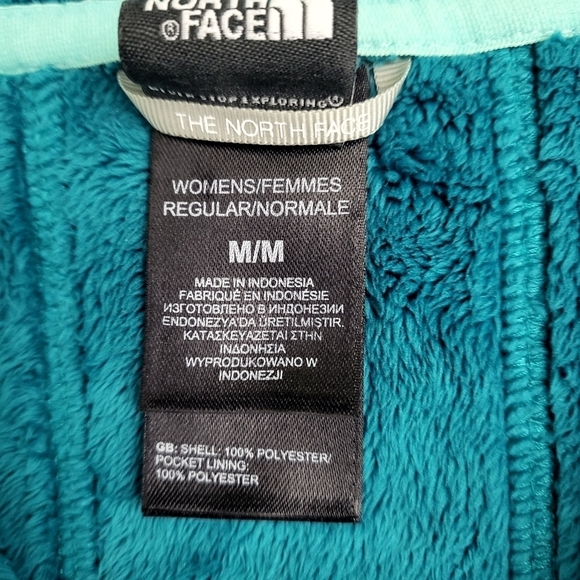 NORTH
®FACE
STOP EXPLORING®
THE NORTH FACE
WOMENS/FEMMES
REGULAR/NORMALE
M/M
MADE IN INDONESIA
FABRIQUÉ EN INDONÉSIE
ИЗГОТОВЛЕНО В ИНДОНЕЗИИ
ENDONEZYA'DA ÜRETILMIŞTIR.
ΚΑΤΑΣΚΕΥΑΖΕΤΑΙ ΣΤΗΝ
ΙΝΔΟΝΗΣΙΑ
WYPRODUKOWANO W
INDONEZJI
GB: SHELL: 100% POLYESTER/
POCKET LINING:
100% POLYESTER